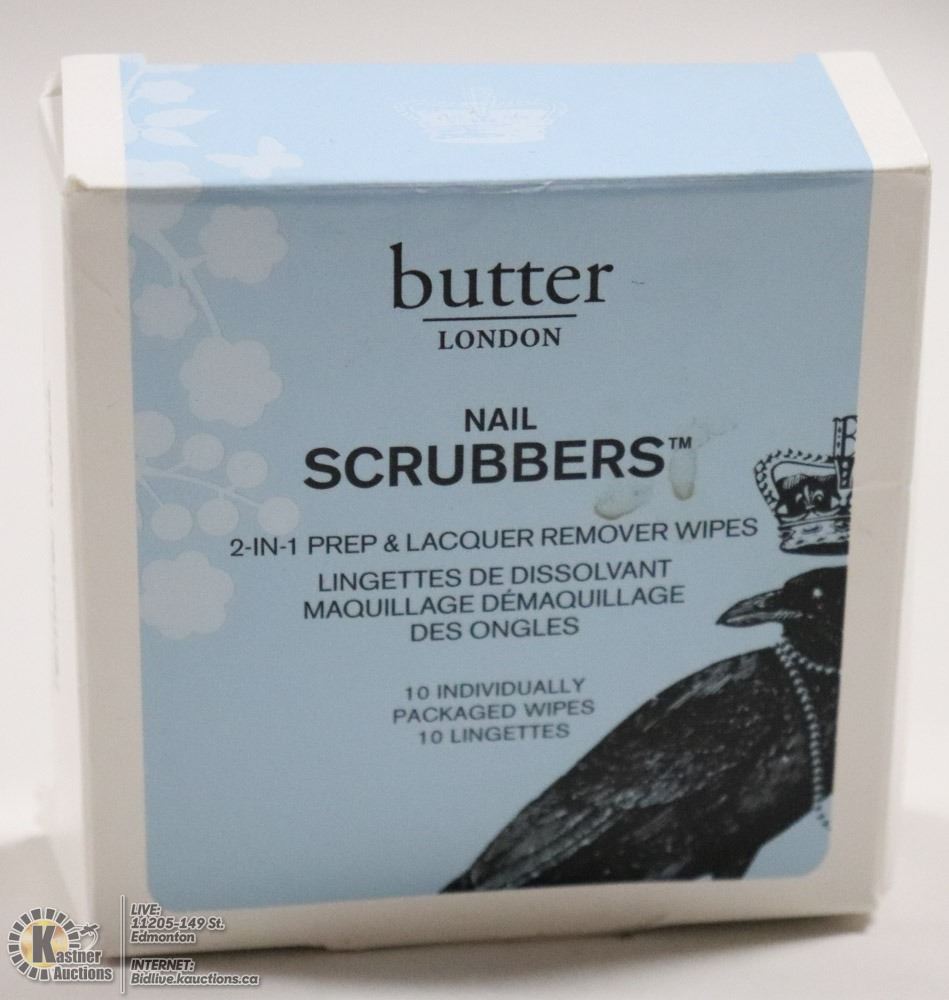 butter
LONDON
NAIL
SCRUBBERS™
2-IN-1 PREP & LACQUER REMOVER WIPES
LINGETTES DE DISSOLVANT
MAQUILLAGE DÉMAQUILLAGE
DES ONGLES
10 INDIVIDUALLY
PACKAGED WIPES
10 LINGETTES
Kastner
Auctions
LIVE:
11205-149 St.
Edmonton
INTERNET:
Bidlive.kauctions.ca